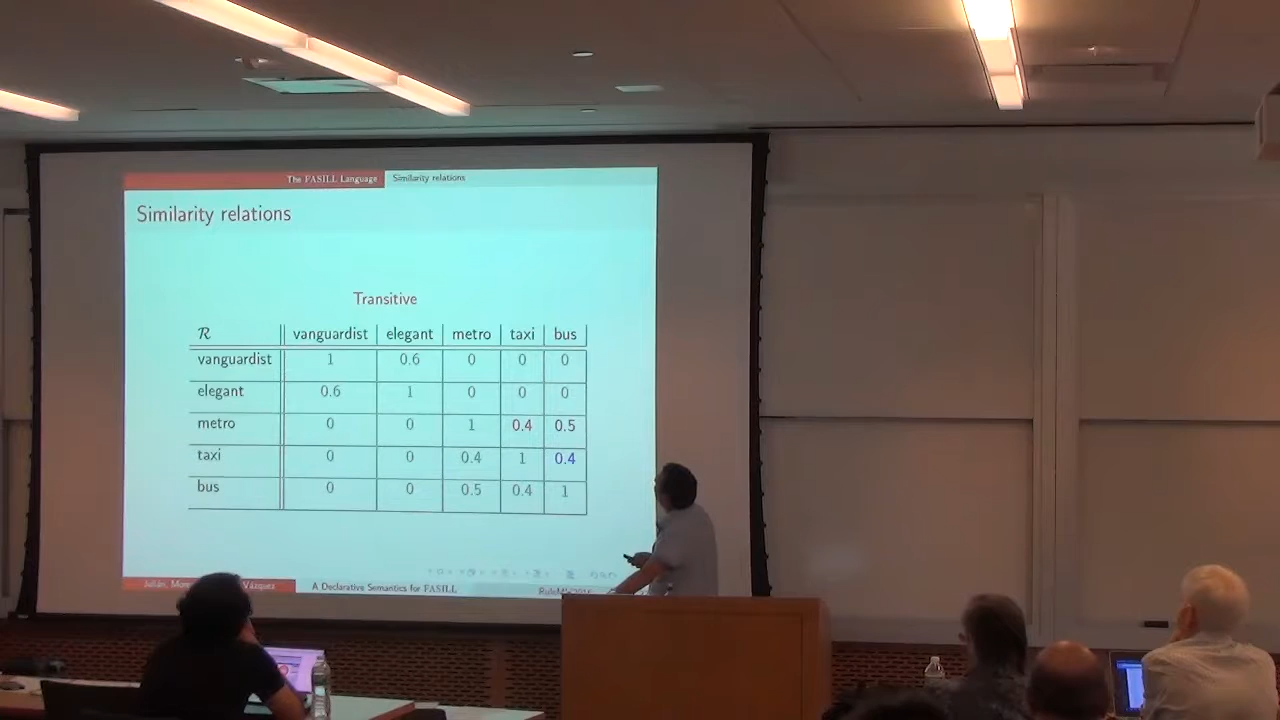 The FASILL Language Similarity relations
Similarity relations
Transitive
R vanguardist elegant metro taxi bus
vanguardist 1 0.6 0 0 0
elegant 0.6 1 0 0 0
metro 0 0 1 0.4 0.5
taxi 0 0 0.4 1 0.4
bus 0 0 0.5 0.4 1
Vázquez A Declarative Semantics for FASILL